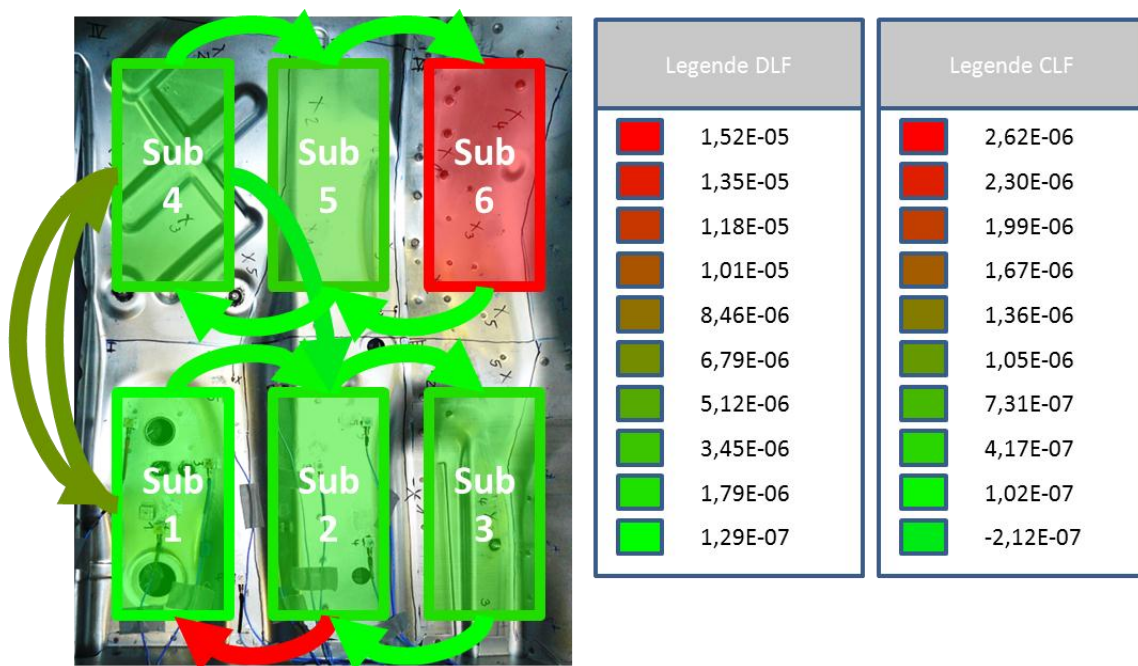 Sub
4
Sub
5
Sub
6
Sub
1
Sub
2
Sub
3
Legende DLF
1,52E-05
1,35E-05
1,18E-05
1,01E-05
8,46E-06
6,79E-06
5,12E-06
3,45E-06
1,79E-06
1,29E-07
Legende CLF
2,62E-06
2,30E-06
1,99E-06
1,67E-06
1,36E-06
1,05E-06
7,31E-07
4,17E-07
1,02E-07
-2,12E-07